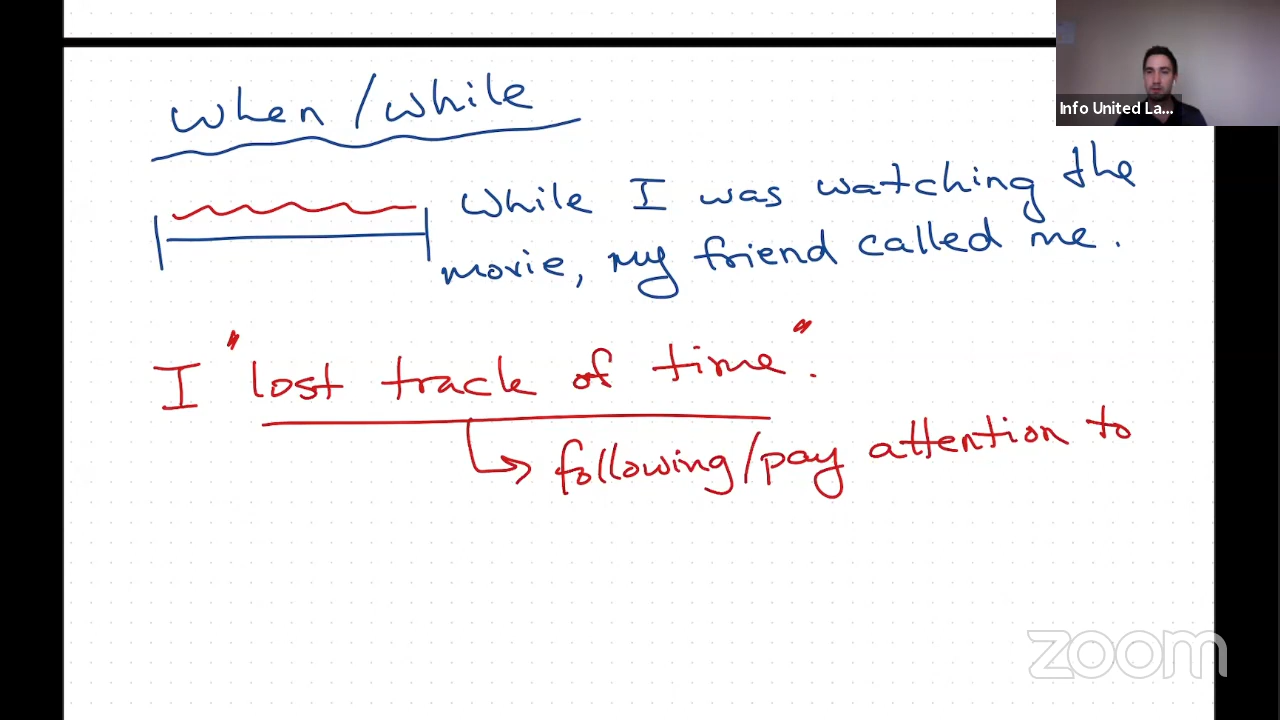 when/while
While I was watching the
movie, my friend called me.
I "lost track of time".
following/pay attention to
Info United La...
zoom